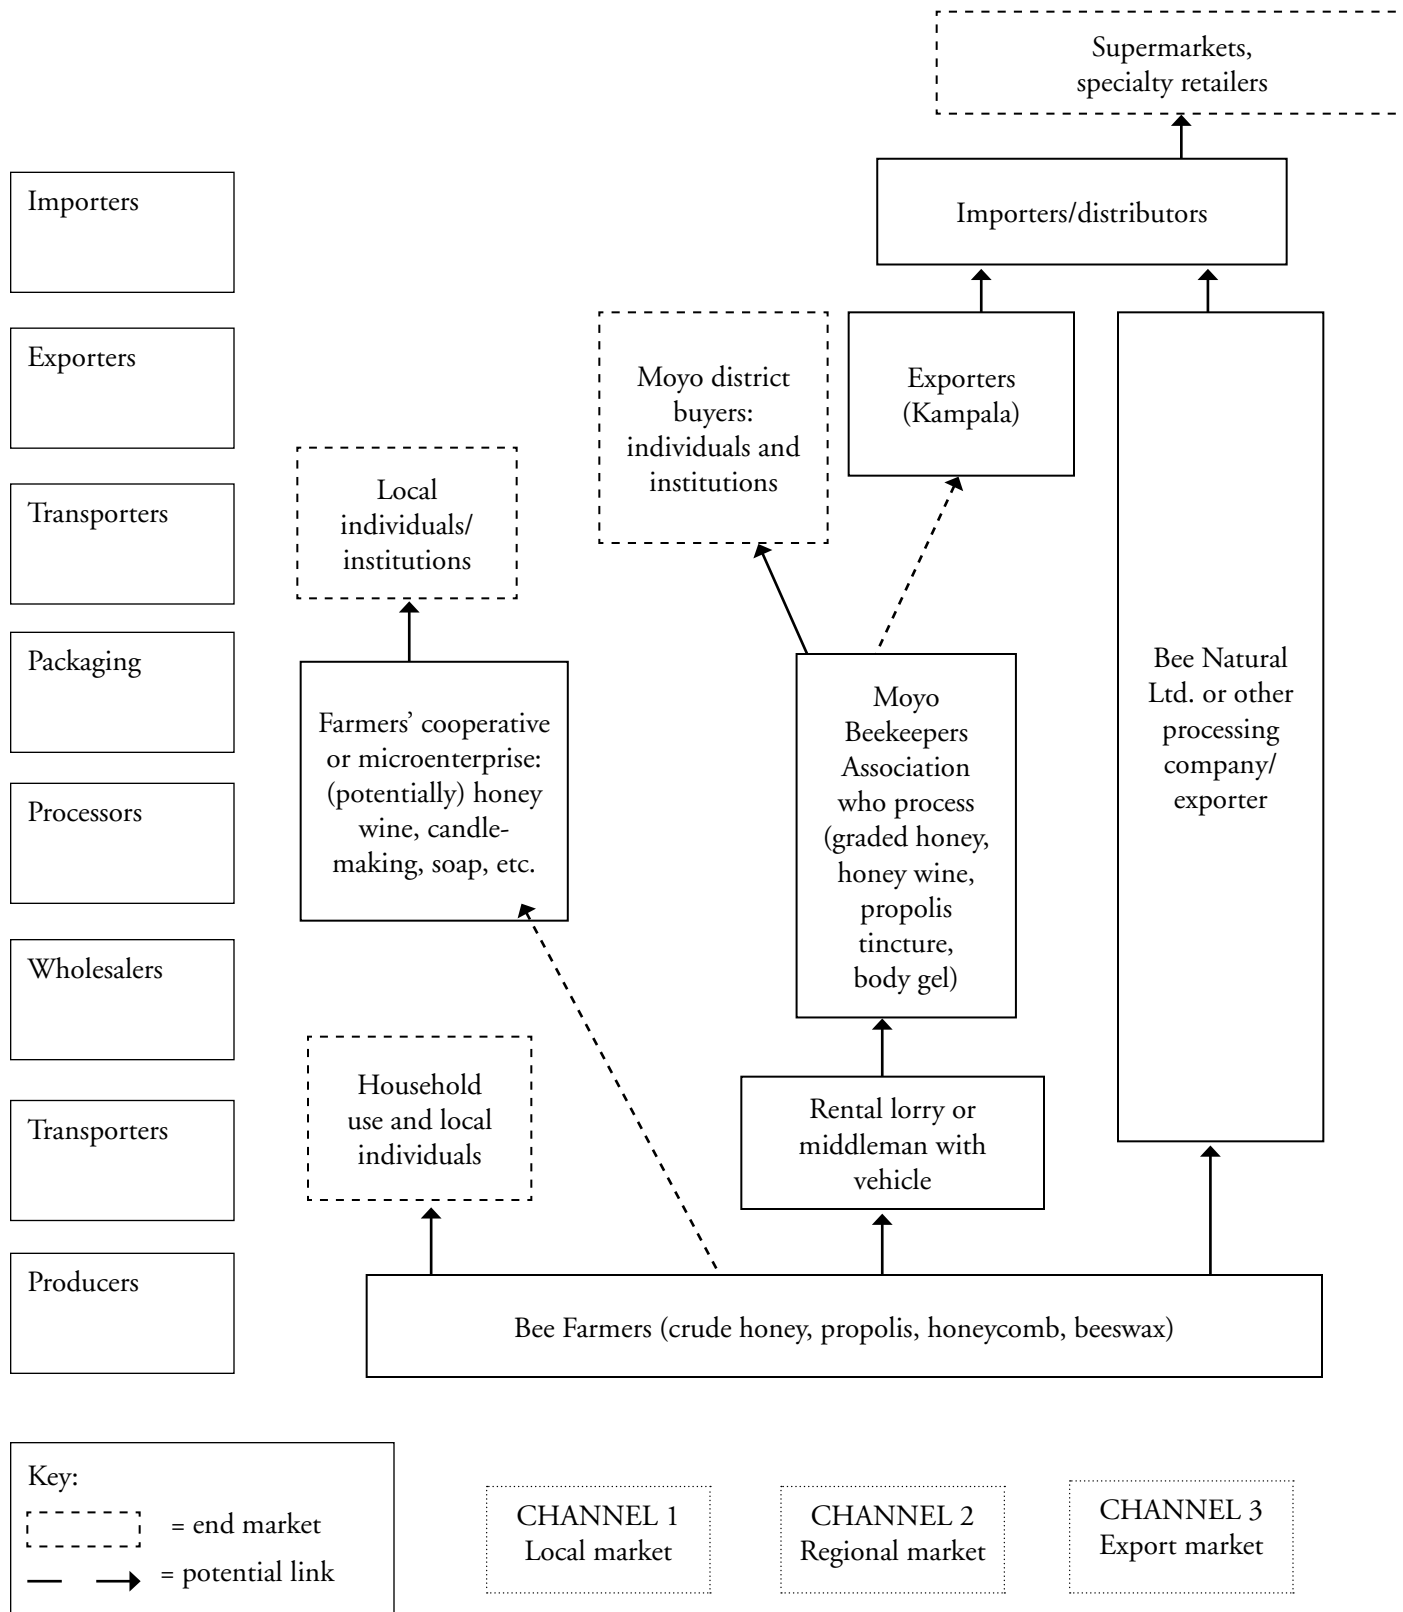 Supermarkets,
specialty retailers
Importers
Importers/distributors
Exporters
Moyo district
buyers:
individuals and
institutions
Exporters
(Kampala)
Transporters
Local
individuals/
institutions
Packaging
Farmers’ cooperative
or microenterprise:
(potentially) honey
wine, candle-
making, soap, etc.
Moyo
Beekeepers
Association
who process
(graded honey,
honey wine,
propolis
tincture,
body gel)
Bee Natural
Ltd. or other
processing
company/
exporter
Processors
Wholesalers
Household
use and local
individuals
Rental lorry or
middleman with
vehicle
Transporters
Producers
Bee Farmers (crude honey, propolis, honeycomb, beeswax)
Key:
= end market
= potential link
CHANNEL 1
Local market
CHANNEL 2
Regional market
CHANNEL 3
Export market